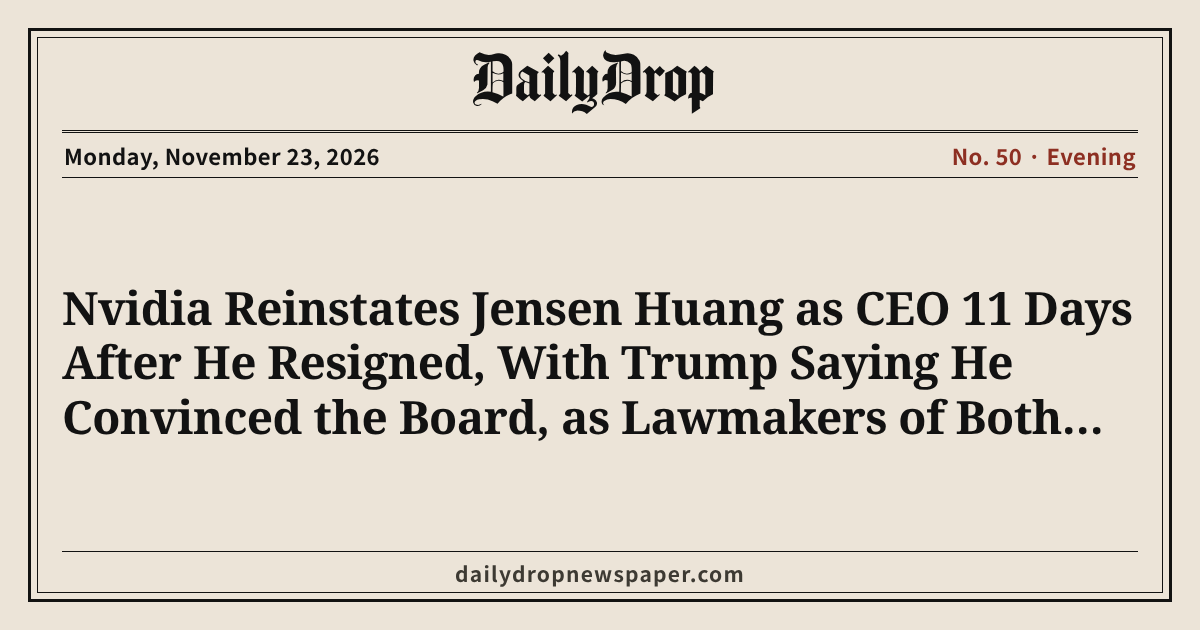 DailyDrop
Monday, November 23, 2026
No. 50 · Evening
Nvidia Reinstates Jensen Huang as CEO 11 Days
After He Resigned, With Trump Saying He
Convinced the Board, as Lawmakers of Both...
dailydropnewspaper.com